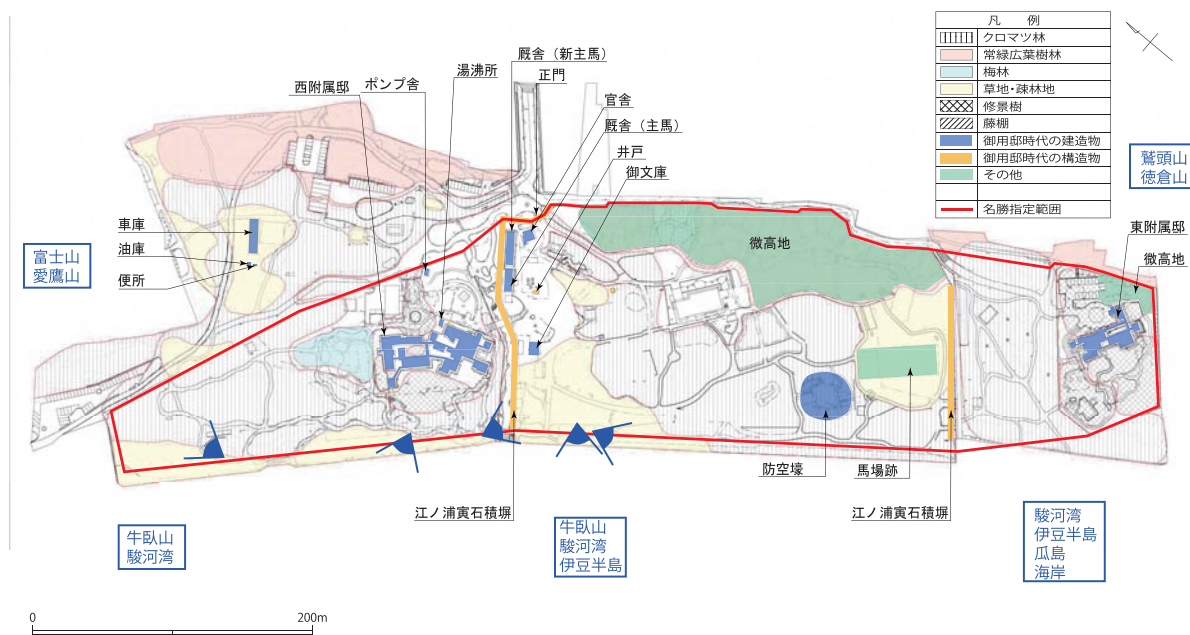 凡 例
クロマツ林
常緑広葉樹林
梅林
草地・疎林地
修景樹
藤棚
御用邸時代の建造物
御用邸時代の構造物
その他
名勝指定範囲
厩舎（新主馬）
正門
湯沸所
ポンプ舎
西附属邸
官舎
厩舎（主馬）
井戸
御文庫
鷲頭山
徳倉山
車庫
油庫
便所
富士山
愛鷹山
微高地
東附属邸
微高地
防空壕
馬場跡
江ノ浦寅石積塀
江ノ浦寅石積塀
牛臥山
駿河湾
牛臥山
駿河湾
伊豆半島
駿河湾
伊豆半島
瓜島
海岸
0
200m